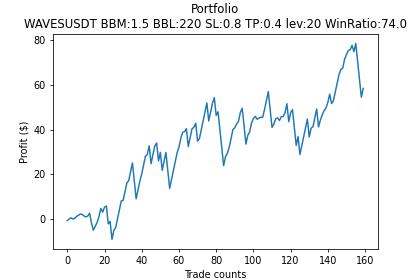 Portfolio
WAVESUSDT BBM:1.5 BBL:220 SL:0.8 TP:0.4 lev:20 WinRatio:74.0
80
60
40
20
0
Profit ($)
0 20 40 60 80 100 120 140 160
Trade counts